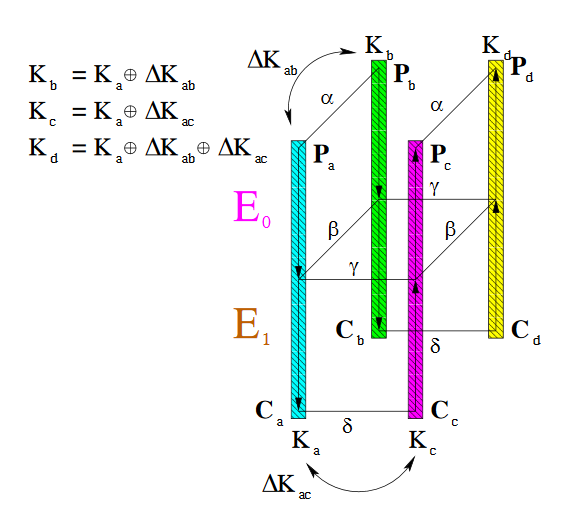 K_b = K_a ⊕ ΔK_ab
K_c = K_a ⊕ ΔK_ac
K_d = K_a ⊕ ΔK_ab ⊕ ΔK_ac
ΔK_ab
K_b
K_d
P_b
P_d
α
α
P_a
P_c
γ
E_0
β
β
γ
E_1
C_b
C_d
δ
C_a
C_c
δ
K_a
K_c
ΔK_ac